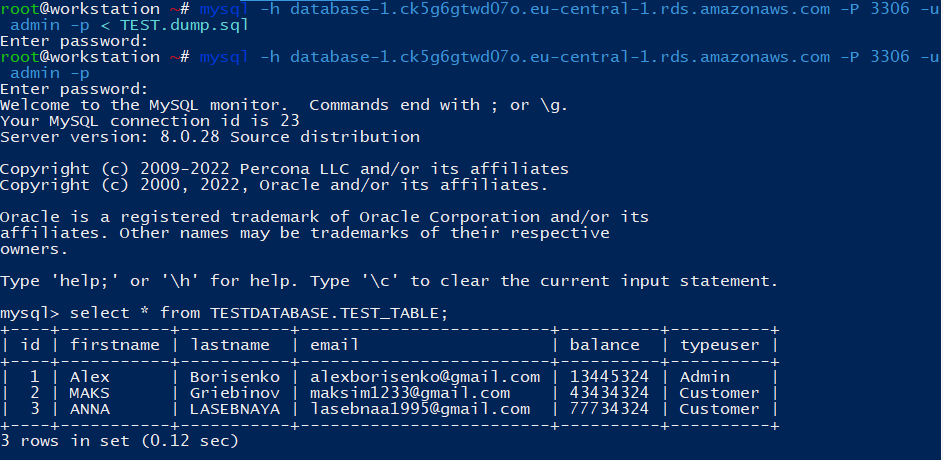 root@workstation ~# mysql -h database-1.ck5g6gtwd07o.eu-central-1.rds.amazonaws.com -P 3306 -u
 admin -p < TEST.dump.sql
Enter password:
root@workstation ~# mysql -h database-1.ck5g6gtwd07o.eu-central-1.rds.amazonaws.com -P 3306 -u
 admin -p
Enter password:
Welcome to the MySQL monitor.  Commands end with ; or \g.
Your MySQL connection id is 23
Server version: 8.0.28 Source distribution

Copyright (c) 2009-2022 Percona LLC and/or its affiliates
Copyright (c) 2000, 2022, Oracle and/or its affiliates.

Oracle is a registered trademark of Oracle Corporation and/or its
affiliates. Other names may be trademarks of their respective
owners.

Type 'help;' or '\h' for help. Type '\c' to clear the current input statement.

mysql> select * from TESTDATABASE.TEST_TABLE;
+----+-----------+-----------+-------------------------+----------+----------+
| id | firstname | lastname  | email                   | balance  | typeuser |
+----+-----------+-----------+-------------------------+----------+----------+
|  1 | Alex      | Borisenko | alexborisenko@gmail.com | 13445324 | Admin    |
|  2 | MAKS      | Griebinov | maksim1233@gmail.com    | 43434324 | Customer |
|  3 | ANNA      | LASEBNAYA | lasebnaa1995@gmail.com  | 77734324 | Customer |
+----+-----------+-----------+-------------------------+----------+----------+
3 rows in set (0.12 sec)